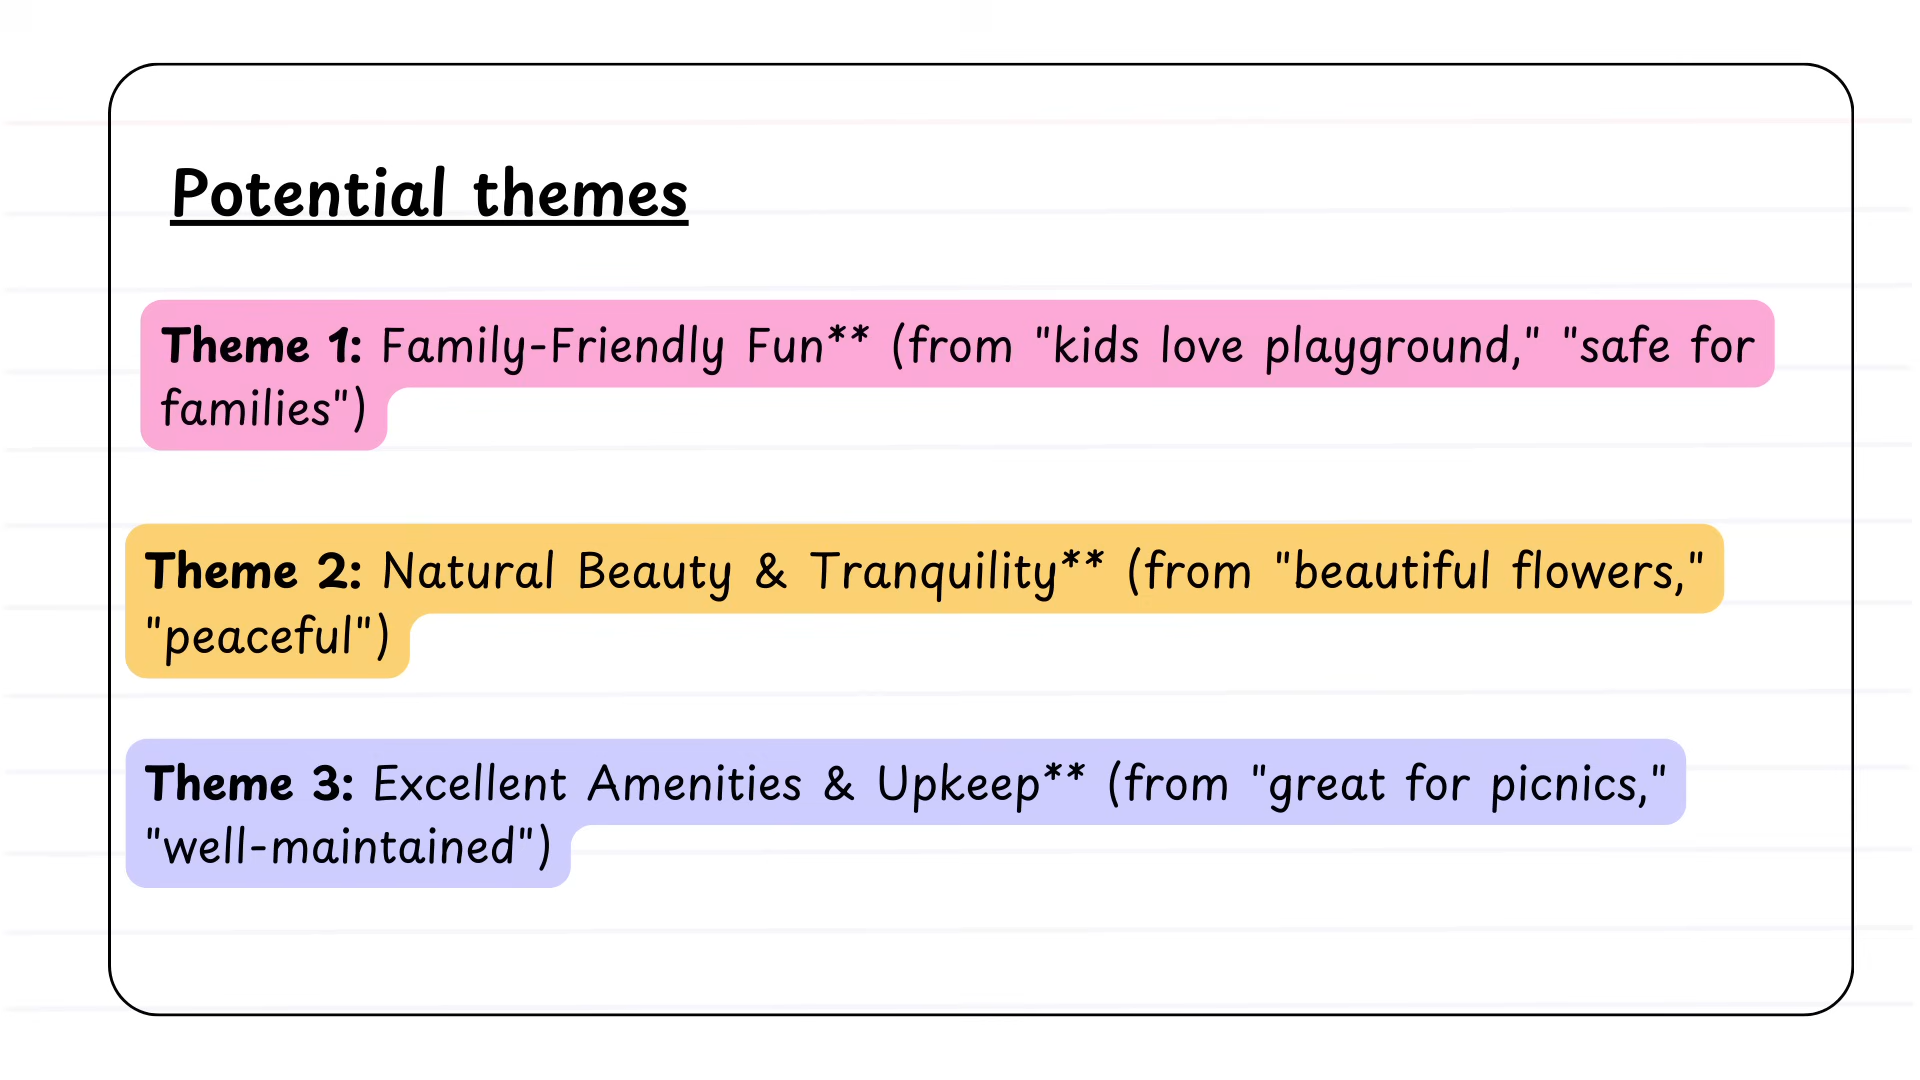 Potential themes
Theme 1: Family-Friendly Fun** (from "kids love playground," "safe for
families")
Theme 2: Natural Beauty & Tranquility** (from "beautiful flowers,"
"peaceful")
Theme 3: Excellent Amenities & Upkeep** (from "great for picnics,"
"well-maintained")